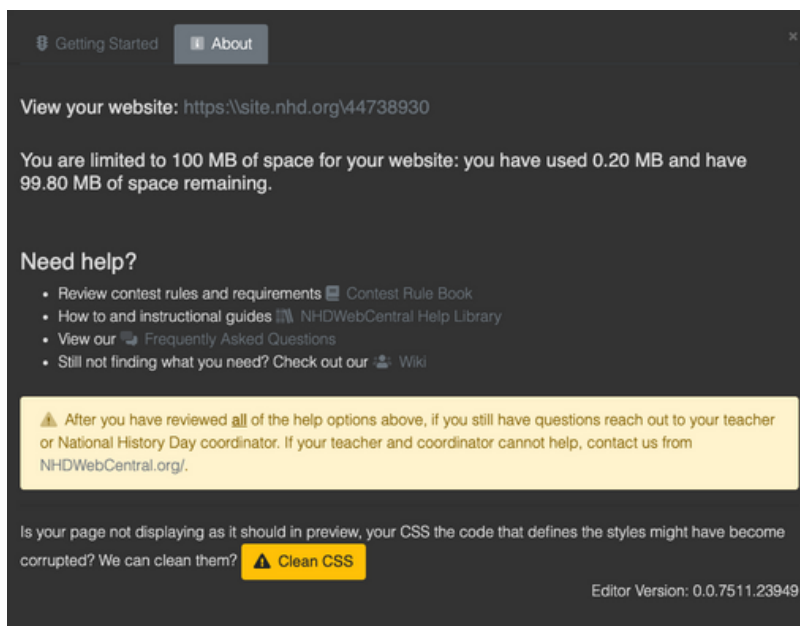 Getting Started About ×
View your website: https:\\site.nhd.org\44738930
You are limited to 100 MB of space for your website: you have used 0.20 MB and have
99.80 MB of space remaining.
Need help?
• Review contest rules and requirements Contest Rule Book
• How to and instructional guides NHDWebCentral Help Library
• View our Frequently Asked Questions
• Still not finding what you need? Check out our Wiki
After you have reviewed all of the help options above, if you still have questions reach out to your teacher
or National History Day coordinator. If your teacher and coordinator cannot help, contact us from
NHDWebCentral.org/.
Is your page not displaying as it should in preview, your CSS the code that defines the styles might have become
corrupted? We can clean them? Clean CSS
Editor Version: 0.0.7511.23949